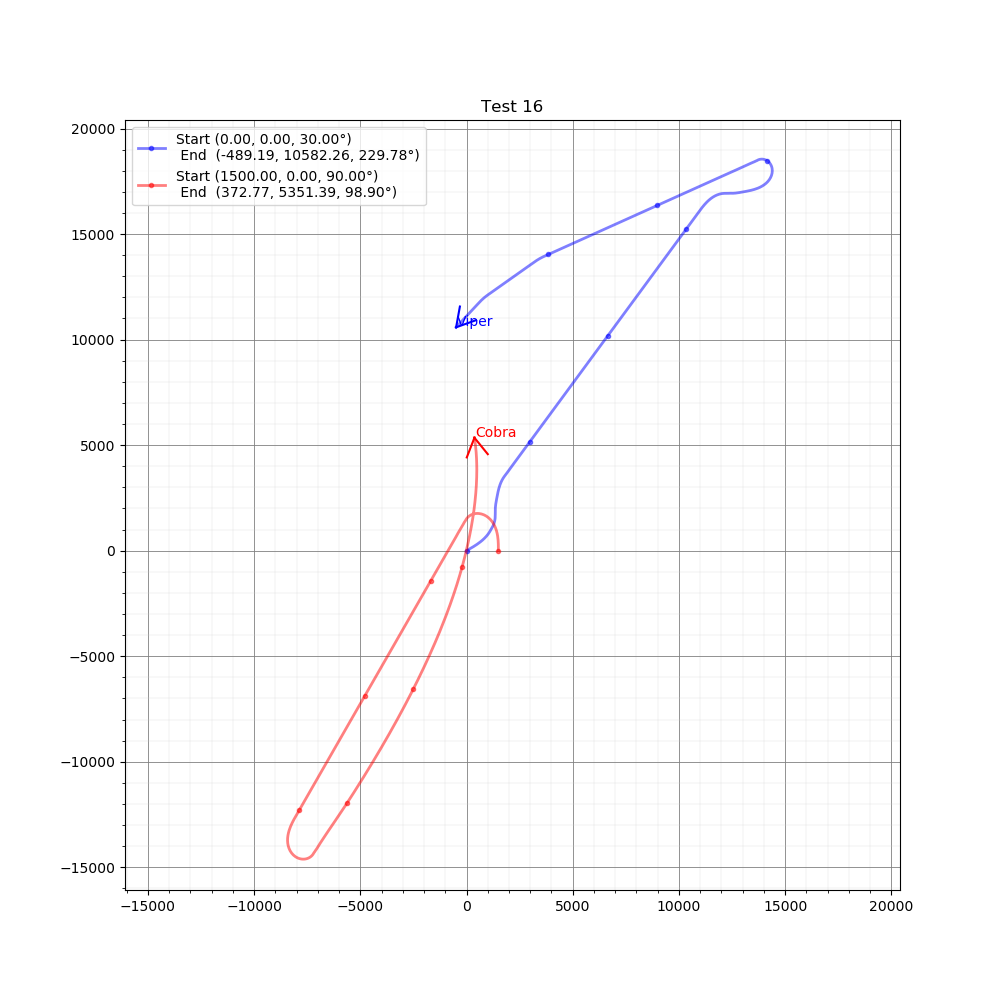 Test 16
Start (0.00, 0.00, 30.00°)
End (-489.19, 10582.26, 229.78°)
Start (1500.00, 0.00, 90.00°)
End (372.77, 5351.39, 98.90°)
20000
15000
10000
5000
0
−5000
−10000
−15000
Viper
Cobra
−15000 −10000 −5000 0 5000 10000 15000 20000